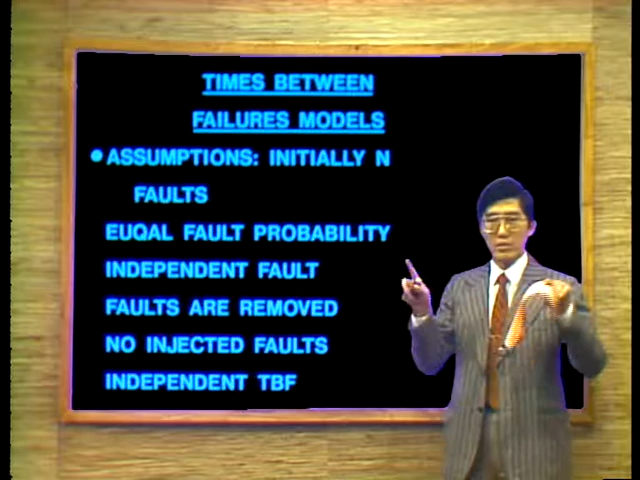 TIMES BETWEEN
FAILURES MODELS
• ASSUMPTIONS: INITIALLY N
FAULTS
EUQAL FAULT PROBABILITY
INDEPENDENT FAULT
FAULTS ARE REMOVED
NO INJECTED FAULTS
INDEPENDENT TBF